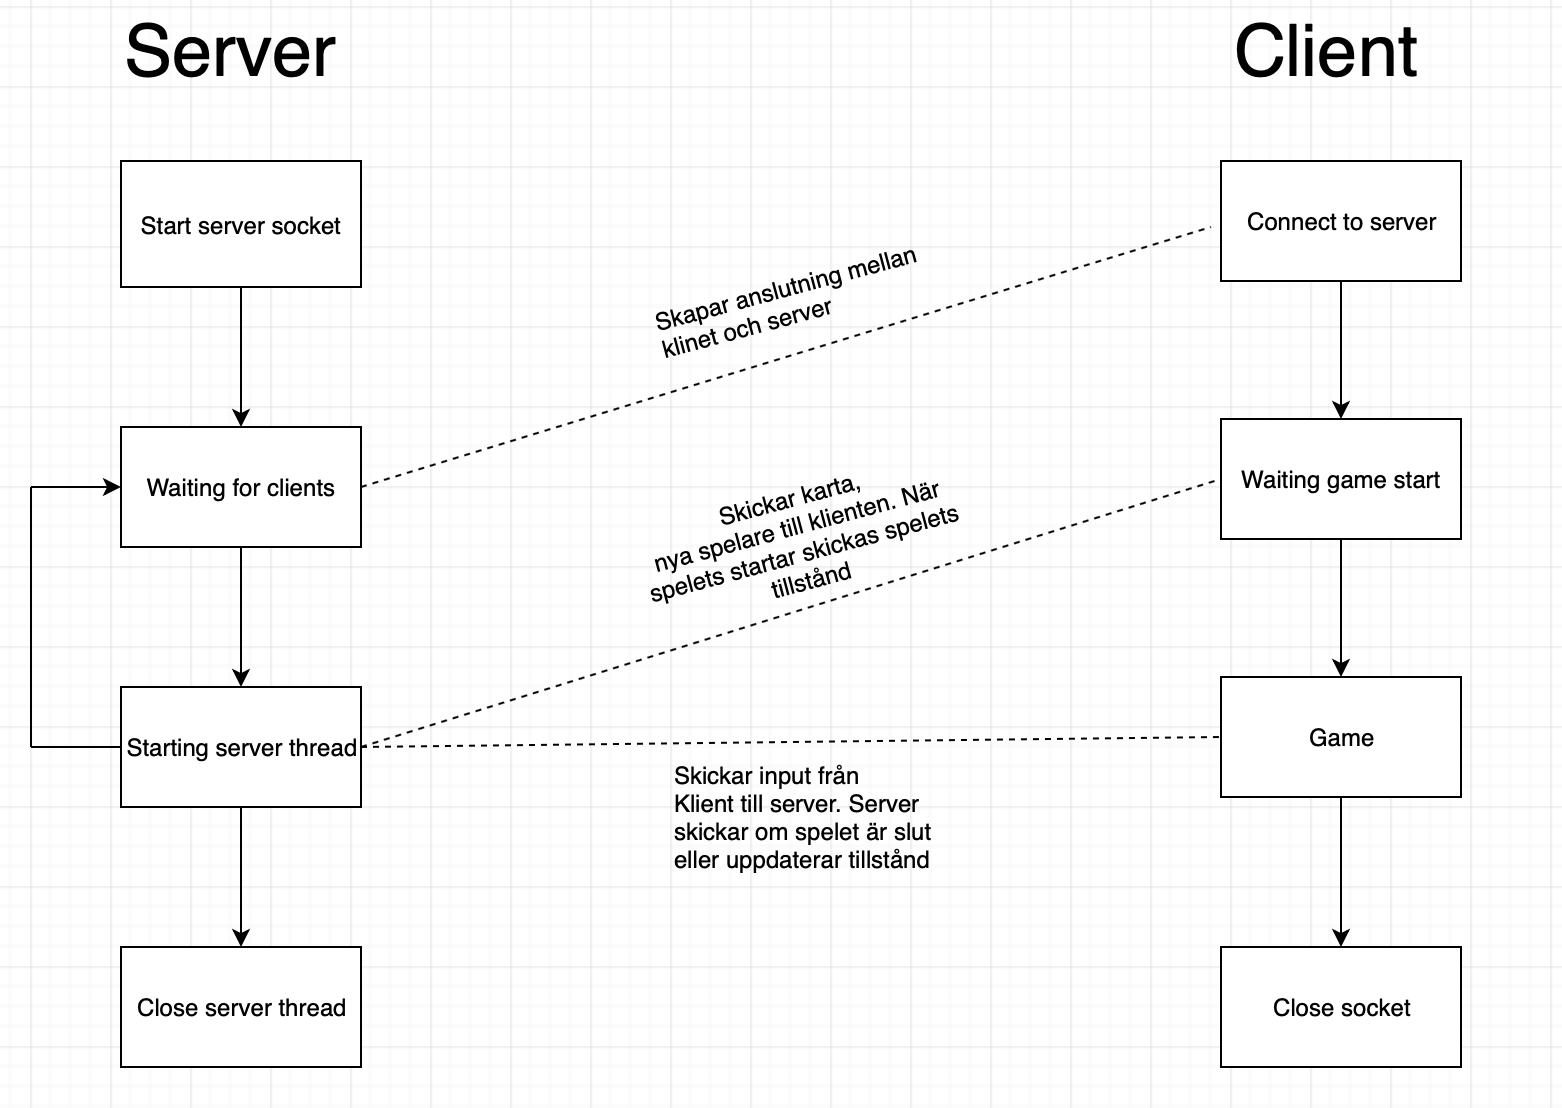 Server
Client
Start server socket
Connect to server
Skapar anslutning mellan
klinet och server
Waiting for clients
Waiting game start
Skickar karta,
nya spelare till klienten. När
spelets startar skickas spelets
tillstånd
Starting server thread
Game
Skickar input från
Klient till server. Server
skickar om spelet är slut
eller uppdaterar tillstånd
Close server thread
Close socket